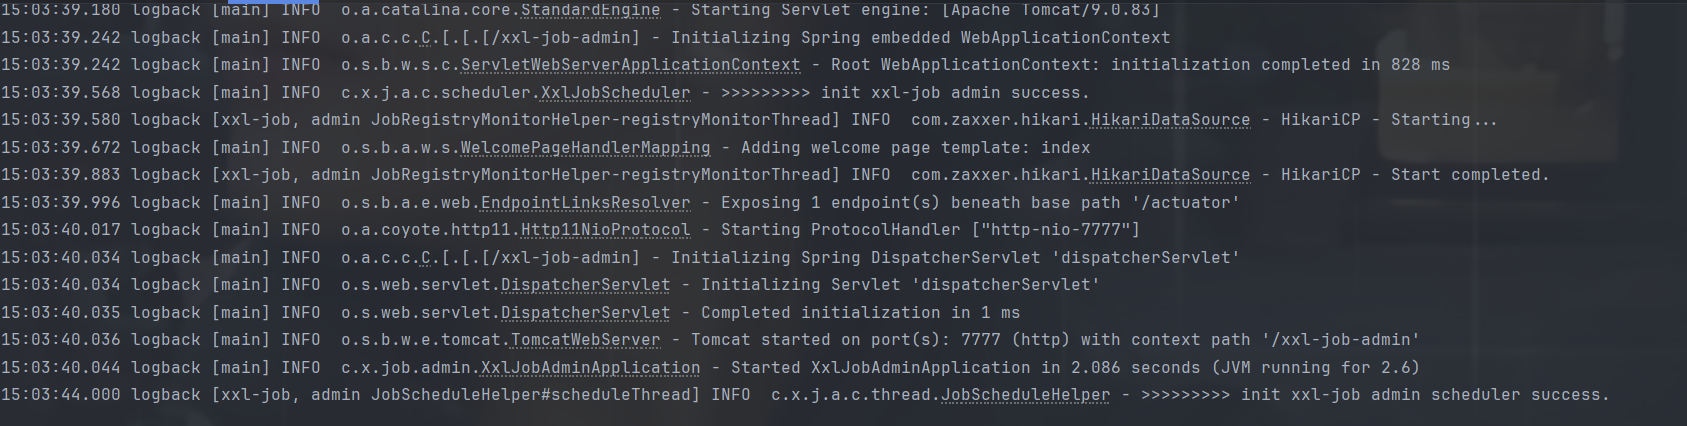 15:03:39.180 logback [main] INFO  o.a.catalina.core.StandardEngine - Starting Servlet engine: [Apache Tomcat/9.0.83]
15:03:39.242 logback [main] INFO  o.a.c.c.C.[.[.[/xxl-job-admin] - Initializing Spring embedded WebApplicationContext
15:03:39.242 logback [main] INFO  o.s.b.w.s.c.ServletWebServerApplicationContext - Root WebApplicationContext: initialization completed in 828 ms
15:03:39.568 logback [main] INFO  c.x.j.a.c.scheduler.XxlJobScheduler - >>>>>>>>> init xxl-job admin success.
15:03:39.580 logback [xxl-job, admin JobRegistryMonitorHelper-registryMonitorThread] INFO  com.zaxxer.hikari.HikariDataSource - HikariCP - Starting...
15:03:39.672 logback [main] INFO  o.s.b.a.w.s.WelcomePageHandlerMapping - Adding welcome page template: index
15:03:39.883 logback [xxl-job, admin JobRegistryMonitorHelper-registryMonitorThread] INFO  com.zaxxer.hikari.HikariDataSource - HikariCP - Start completed.
15:03:39.996 logback [main] INFO  o.s.b.a.e.web.EndpointLinksResolver - Exposing 1 endpoint(s) beneath base path '/actuator'
15:03:40.017 logback [main] INFO  o.a.coyote.http11.Http11NioProtocol - Starting ProtocolHandler ["http-nio-7777"]
15:03:40.034 logback [main] INFO  o.a.c.c.C.[.[.[/xxl-job-admin] - Initializing Spring DispatcherServlet 'dispatcherServlet'
15:03:40.034 logback [main] INFO  o.s.web.servlet.DispatcherServlet - Initializing Servlet 'dispatcherServlet'
15:03:40.035 logback [main] INFO  o.s.web.servlet.DispatcherServlet - Completed initialization in 1 ms
15:03:40.036 logback [main] INFO  o.s.b.w.e.tomcat.TomcatWebServer - Tomcat started on port(s): 7777 (http) with context path '/xxl-job-admin'
15:03:40.044 logback [main] INFO  c.x.job.admin.XxlJobAdminApplication - Started XxlJobAdminApplication in 2.086 seconds (JVM running for 2.6)
15:03:44.000 logback [xxl-job, admin JobScheduleHelper#scheduleThread] INFO  c.x.j.a.c.thread.JobScheduleHelper - >>>>>>>>> init xxl-job admin scheduler success.